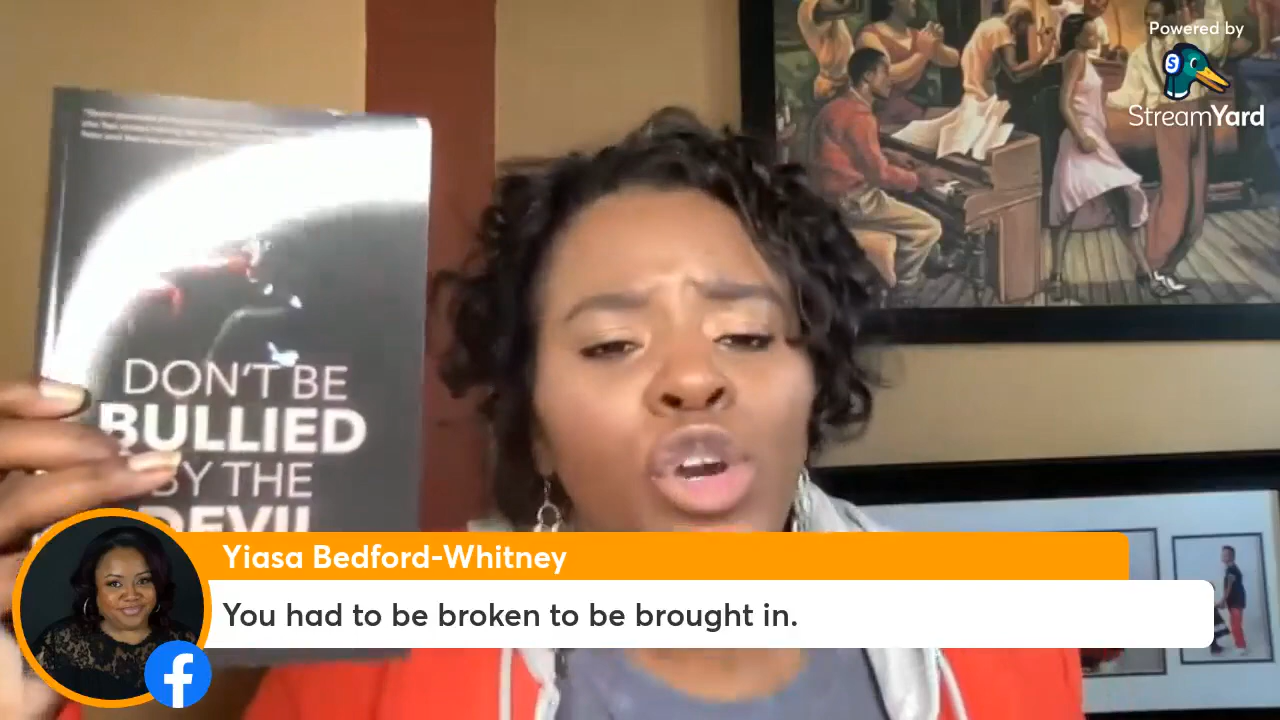 Powered by
StreamYard
DON'T BE
BULLIED
BY THE
DEVIL
Yiasa Bedford-Whitney
You had to be broken to be brought in.